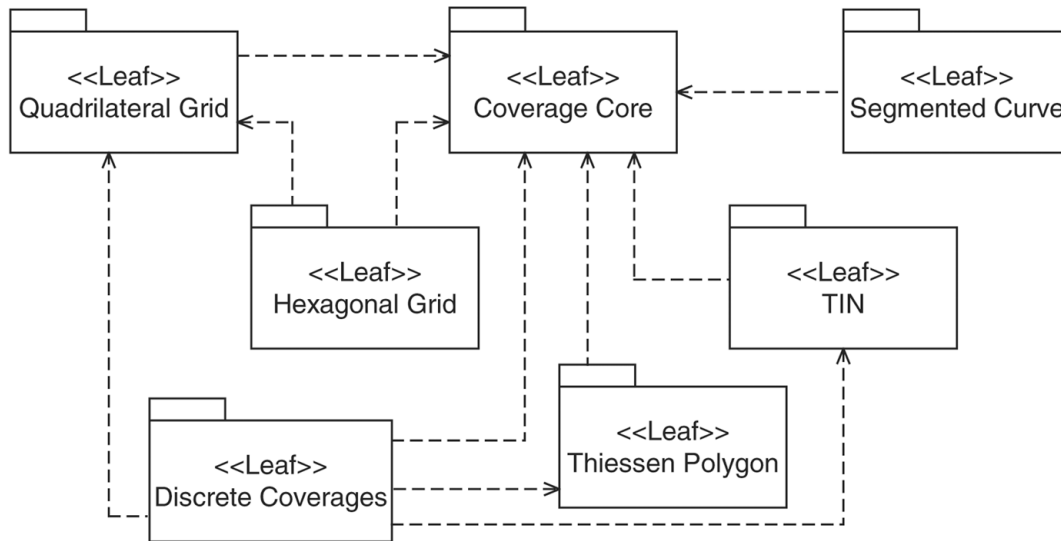 <<Leaf>>
Quadrilateral Grid
<<Leaf>>
Coverage Core
<<Leaf>>
Segmented Curve
<<Leaf>>
Hexagonal Grid
<<Leaf>>
TIN
<<Leaf>>
Discrete Coverages
<<Leaf>>
Thiessen Polygon